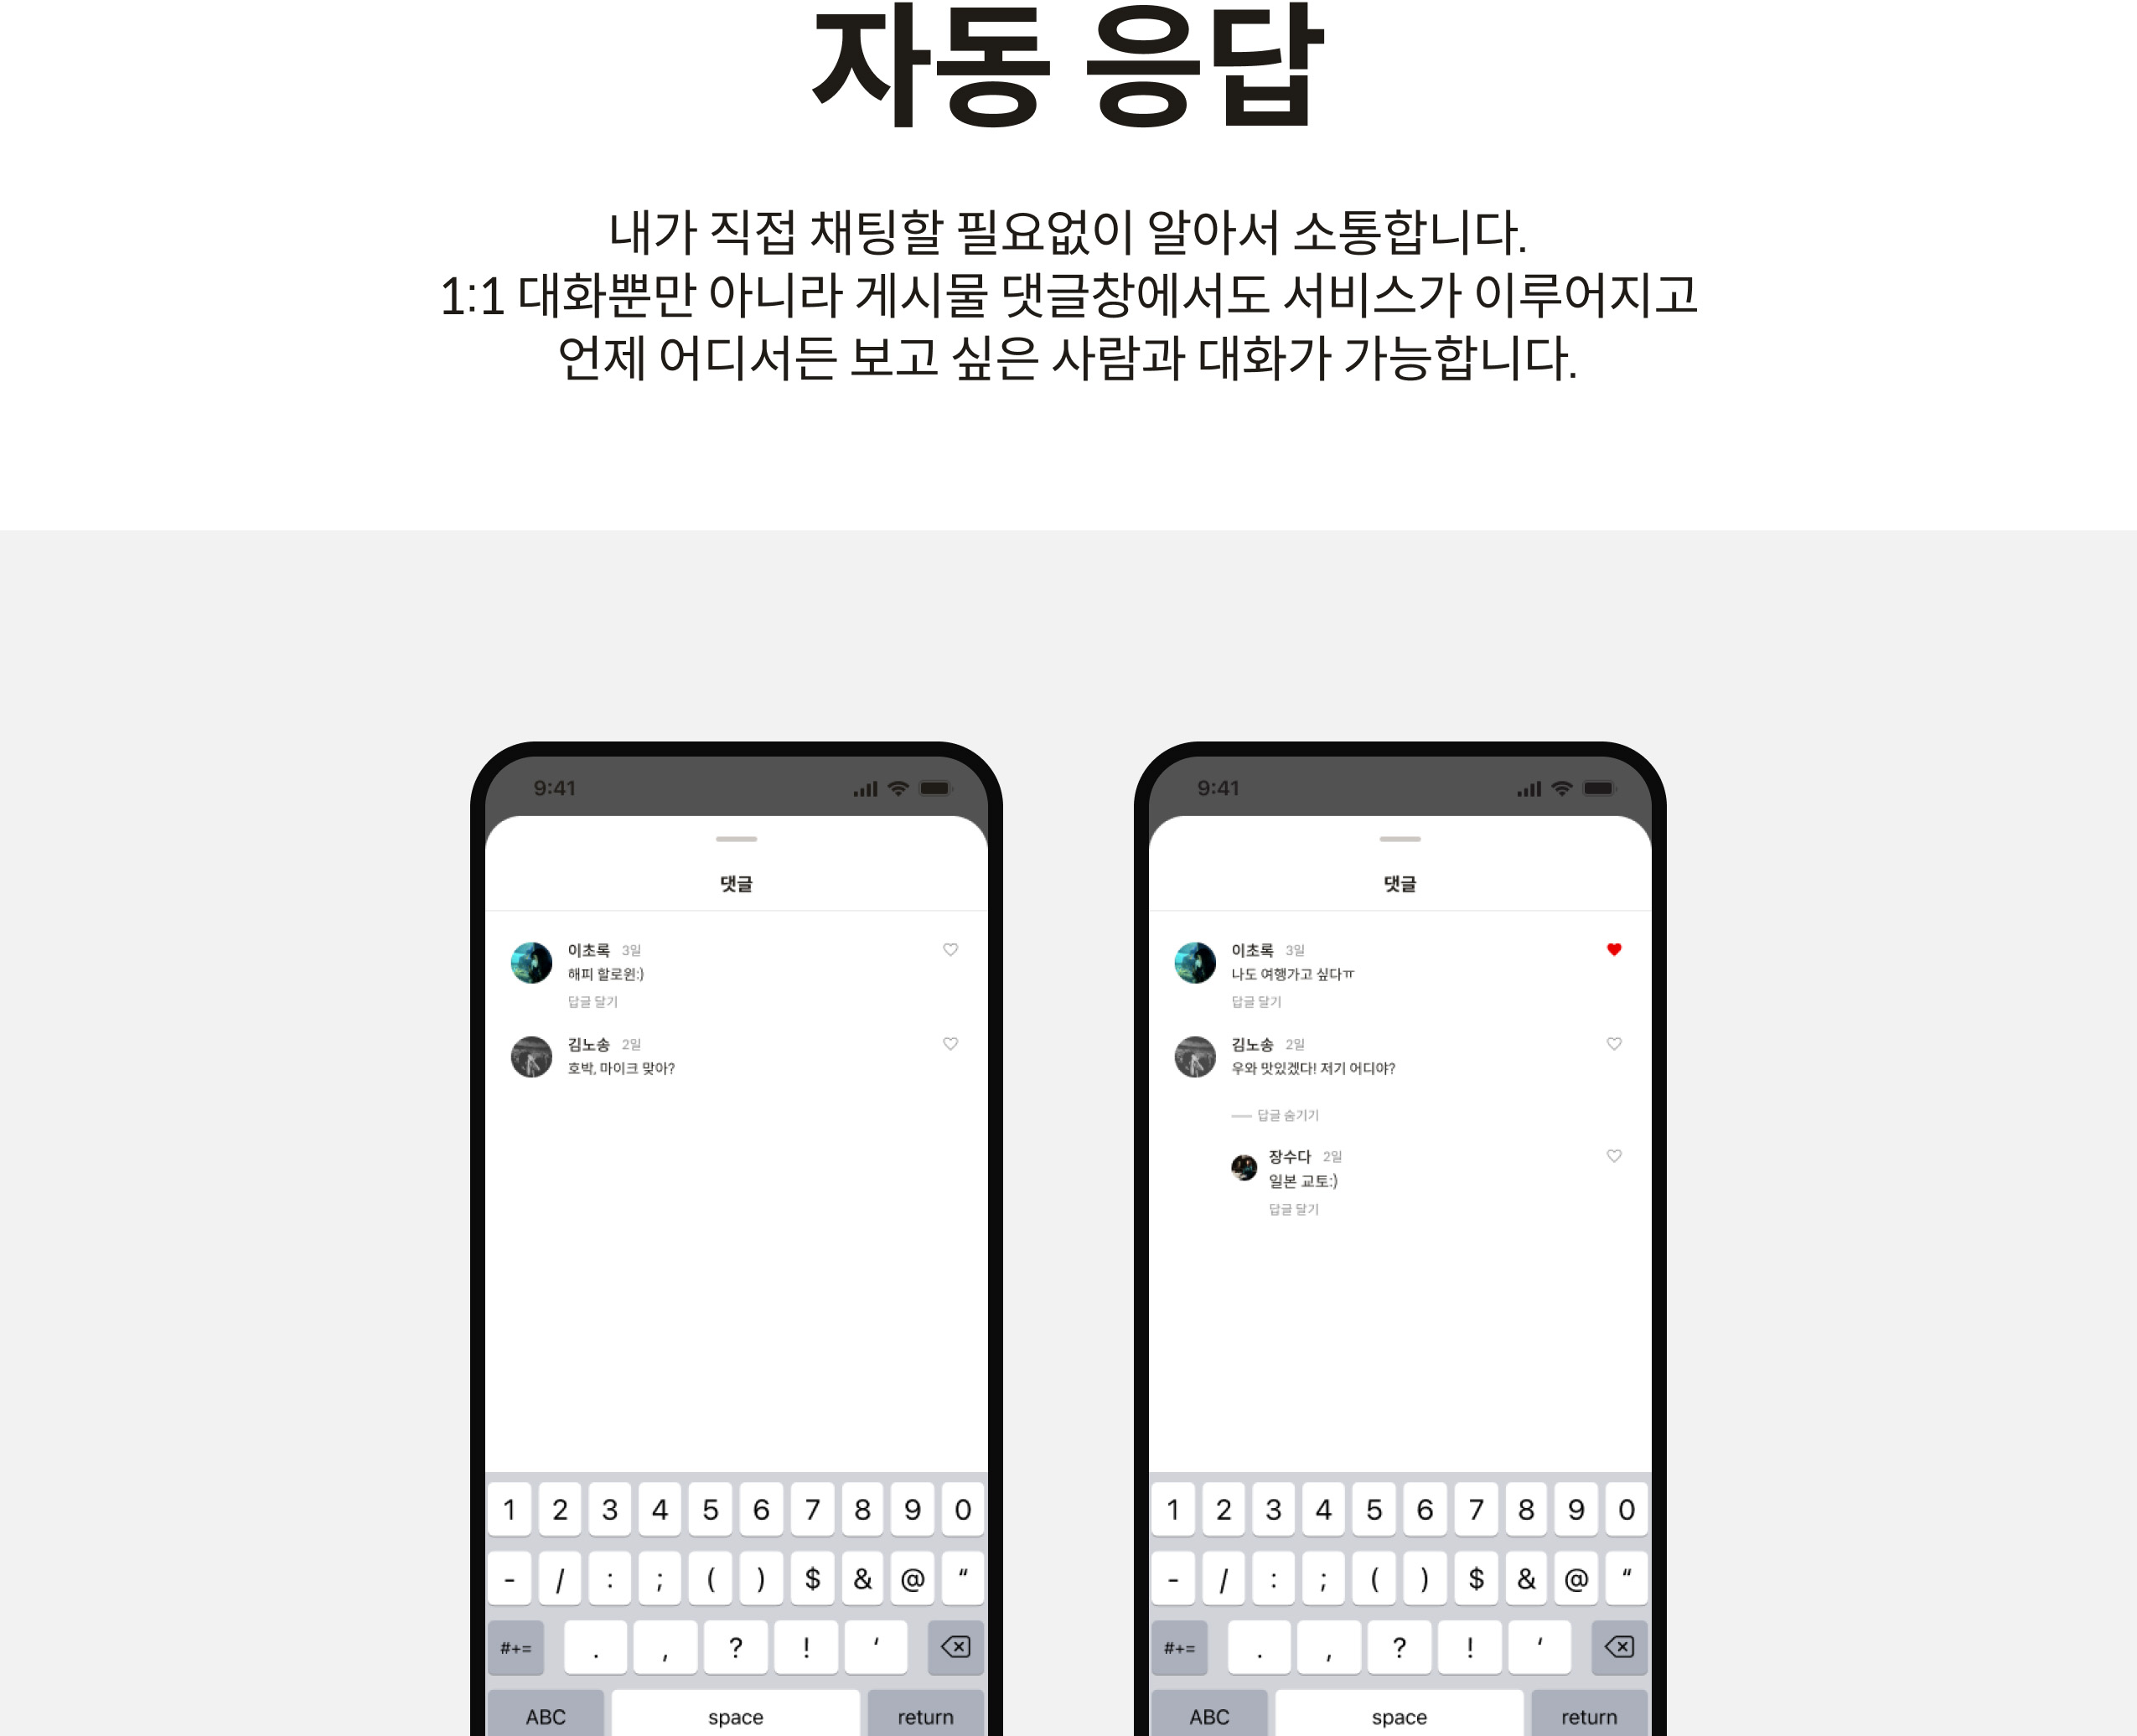 자동 응답
내가 직접 채팅할 필요없이 알아서 소통합니다.
1:1 대화뿐만 아니라 게시물 댓글창에서도 서비스가 이루어지고
언제 어디서든 보고 싶은 사람과 대화가 가능합니다.
9:41
댓글
이초록 3일
해피 할로윈:)
답글 달기
김노송 2일
호박, 마이크 맞아?
1 2 3 4 5 6 7 8 9 0
- / : ; ( ) $ & @ “
#+= . , ? ! ‘
ABC space return
9:41
댓글
이초록 3일
나도 여행가고 싶다ㅠ
답글 달기
김노송 2일
우와 맛있겠다! 저기 어디야?
답글 숨기기
장수다 2일
일본 교토:)
답글 달기
1 2 3 4 5 6 7 8 9 0
- / : ; ( ) $ & @ “
#+= . , ? ! ‘
ABC space return